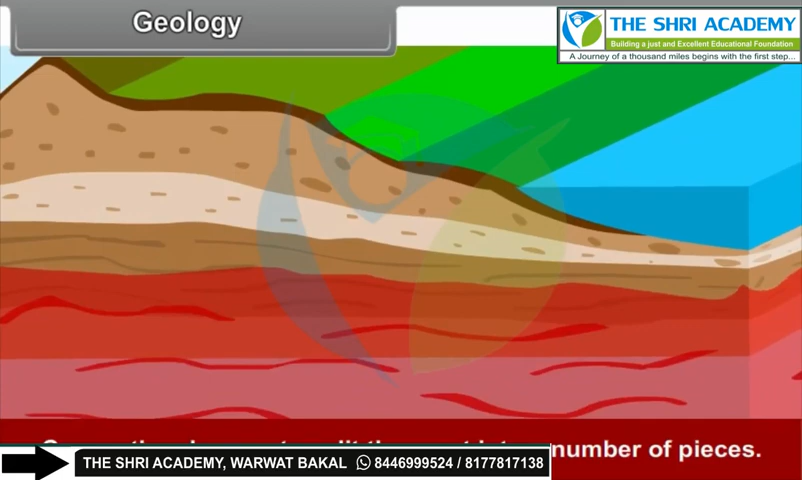 Geology
THE SHRI ACADEMY
Building a just and Excellent Educational Foundation
A Journey of a thousand miles begins with the first step...
number of pieces.
THE SHRI ACADEMY, WARWAT BAKAL 8446999524 / 8177817138